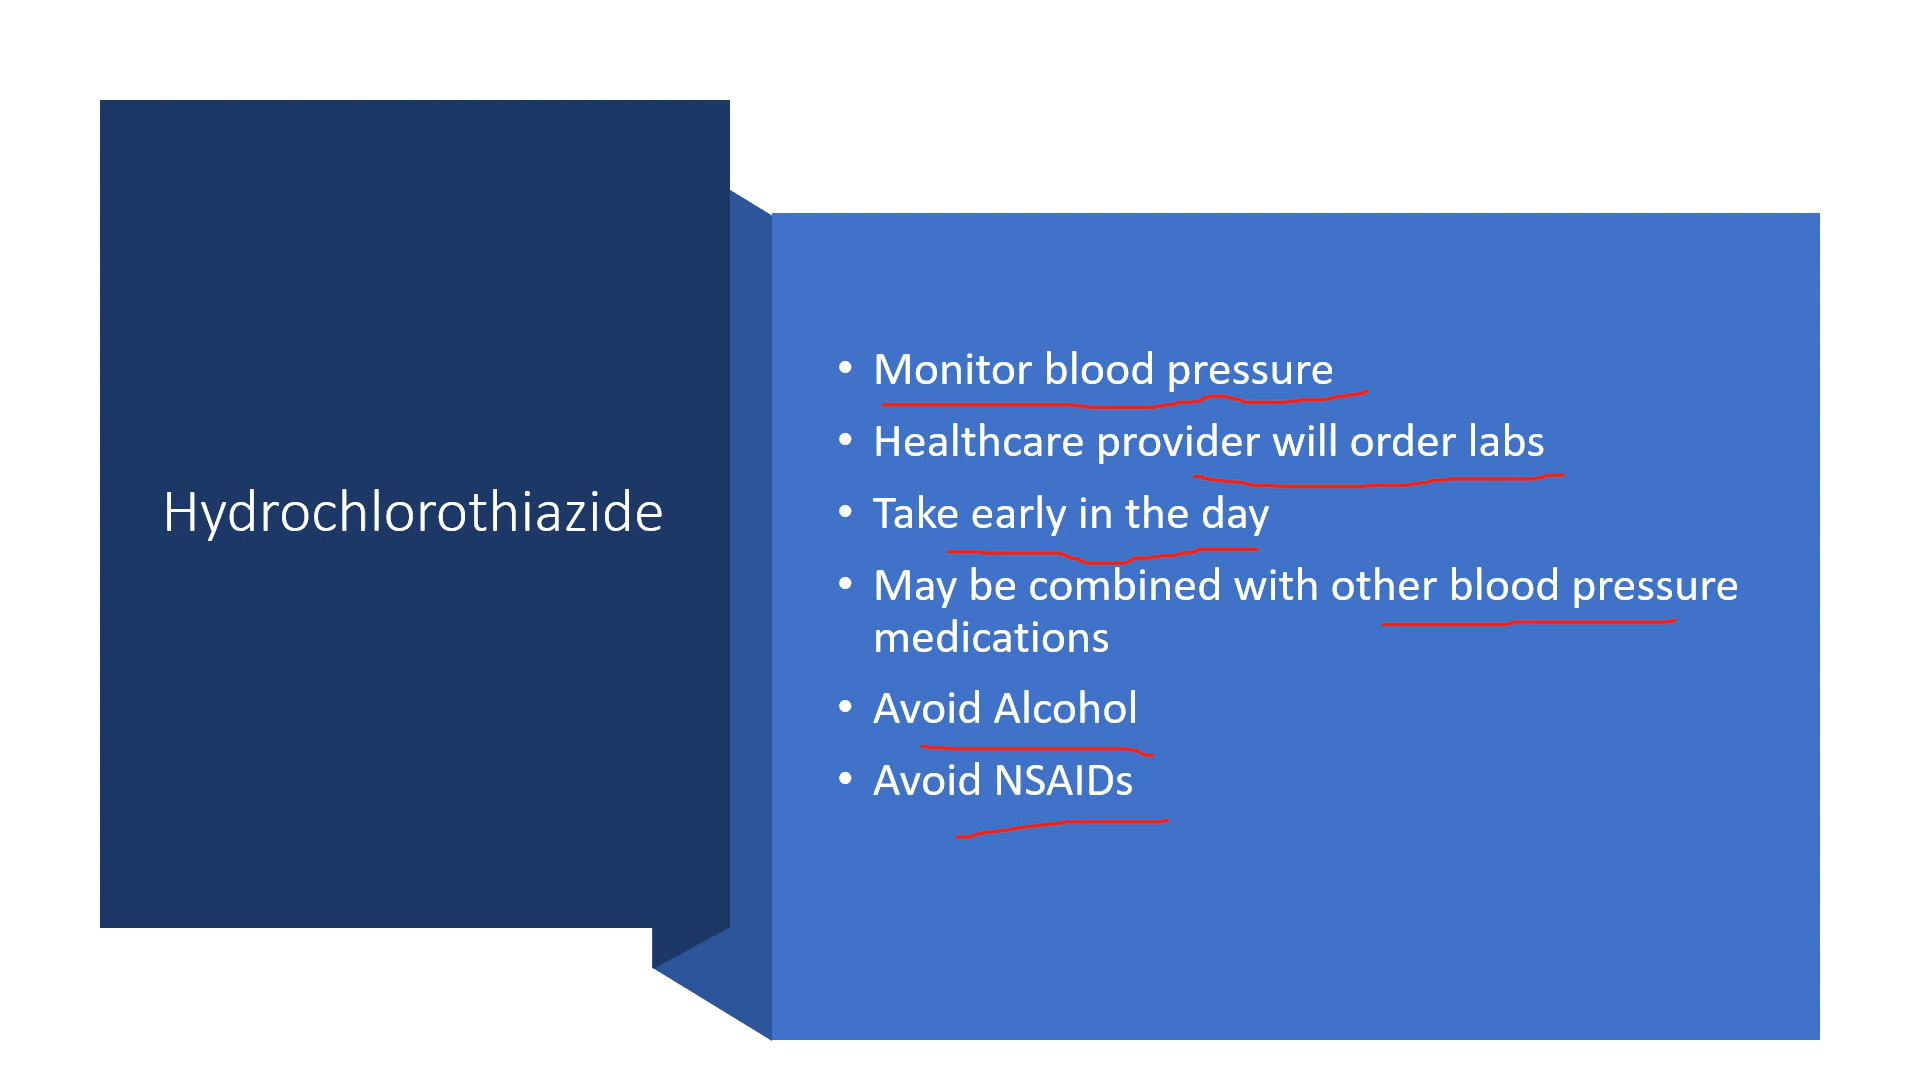 Hydrochlorothiazide
• Monitor blood pressure
• Healthcare provider will order labs
• Take early in the day
• May be combined with other blood pressure
medications
• Avoid Alcohol
• Avoid NSAIDs